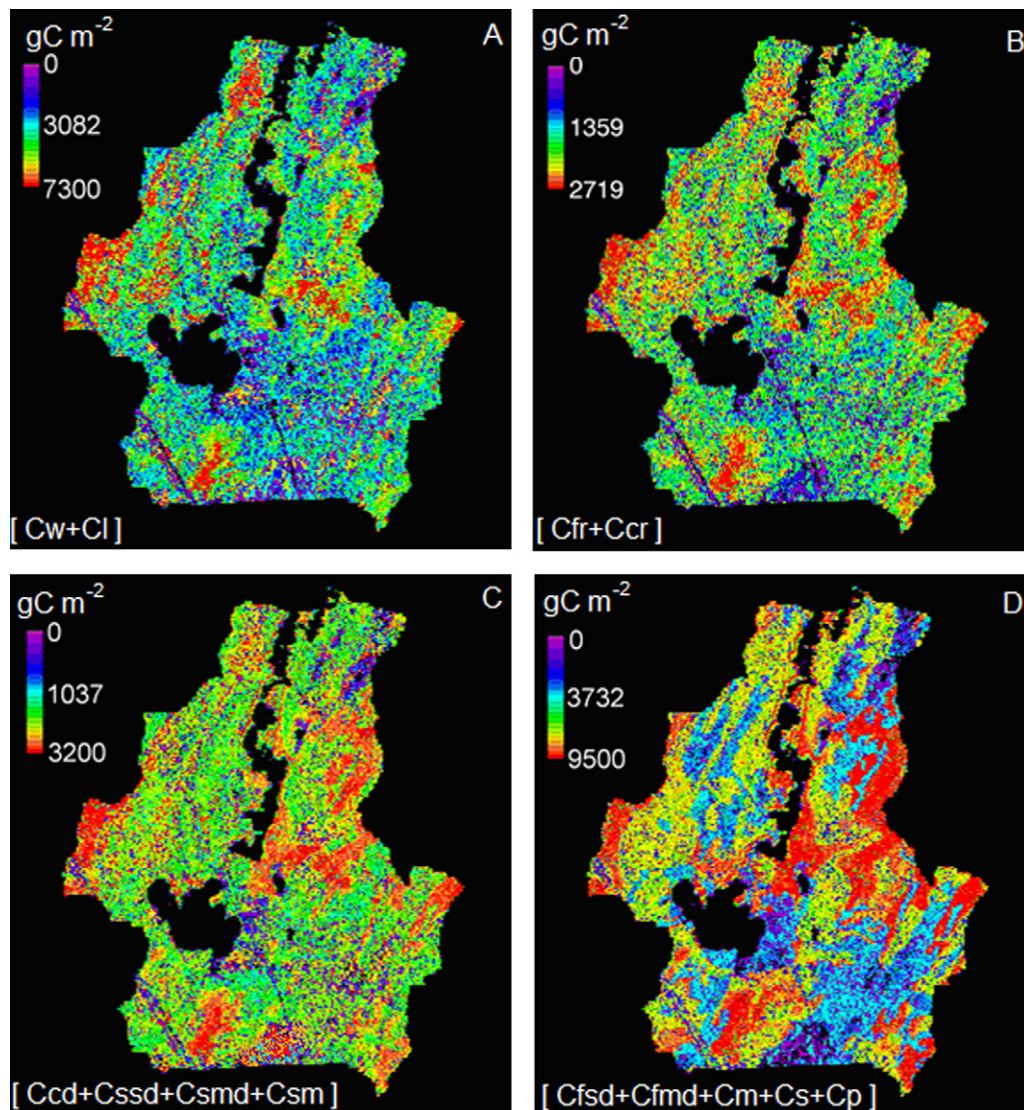 gC m-2
A
0
3082
7300
[ Cw+Cl ]
gC m-2
B
0
1359
2719
[ Cfr+Ccr ]
gC m-2
C
0
1037
3200
[ Ccd+Cssd+Csmd+Csm ]
gC m-2
D
0
3732
9500
[ Cfsd+Cfmd+Cm+Cs+Cp ]